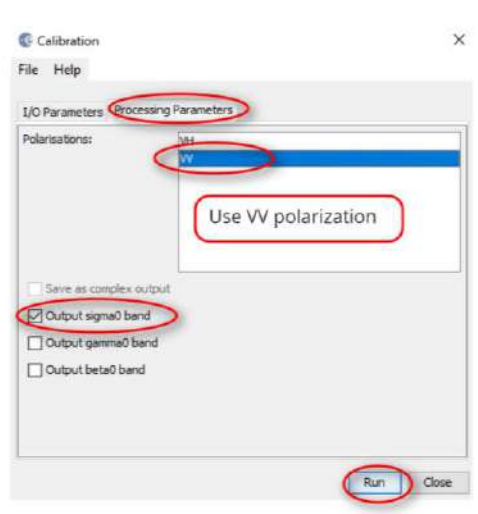 Calibration
File Help
I/O Parameters Processing Parameters
Polarisations:
VH
VV
Use VV polarization
Save as complex output
Output sigma0 band
Output gamma0 band
Output beta0 band
Run Close